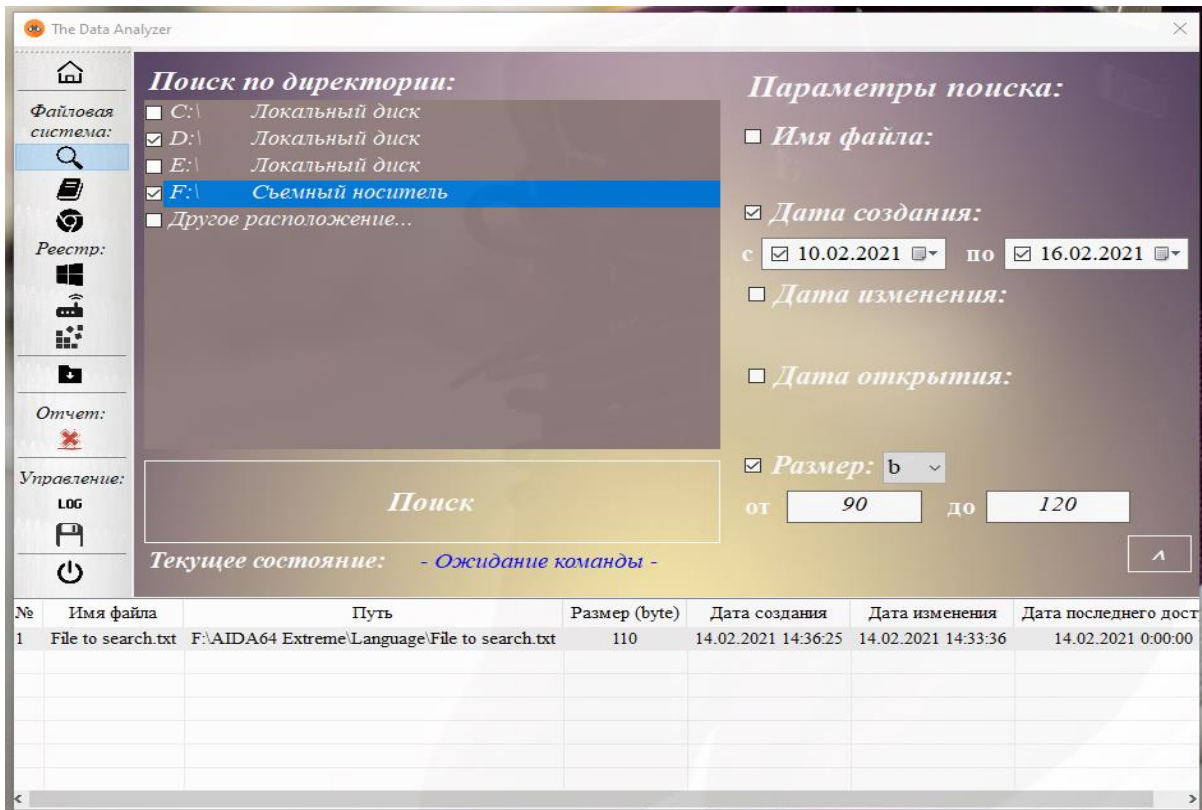 The Data Analyzer
Файловая
система:
Реестр:
Отчет:
Управление:
LOG
Поиск по директории:
C:\ Локальный диск
D:\ Локальный диск
E:\ Локальный диск
F:\ Съемный носитель
Другое расположение...
Поиск
Текущее состояние: - Ожидание команды -
Параметры поиска:
Имя файла:
Дата создания:
с 10.02.2021 по 16.02.2021
Дата изменения:
Дата открытия:
Размер: b
от 90 до 120
^
№ Имя файла Путь Размер (byte) Дата создания Дата изменения Дата последнего дост
1 File to search.txt F:\AIDA64 Extreme\Language\File to search.txt 110 14.02.2021 14:36:25 14.02.2021 14:33:36 14.02.2021 0:00:00